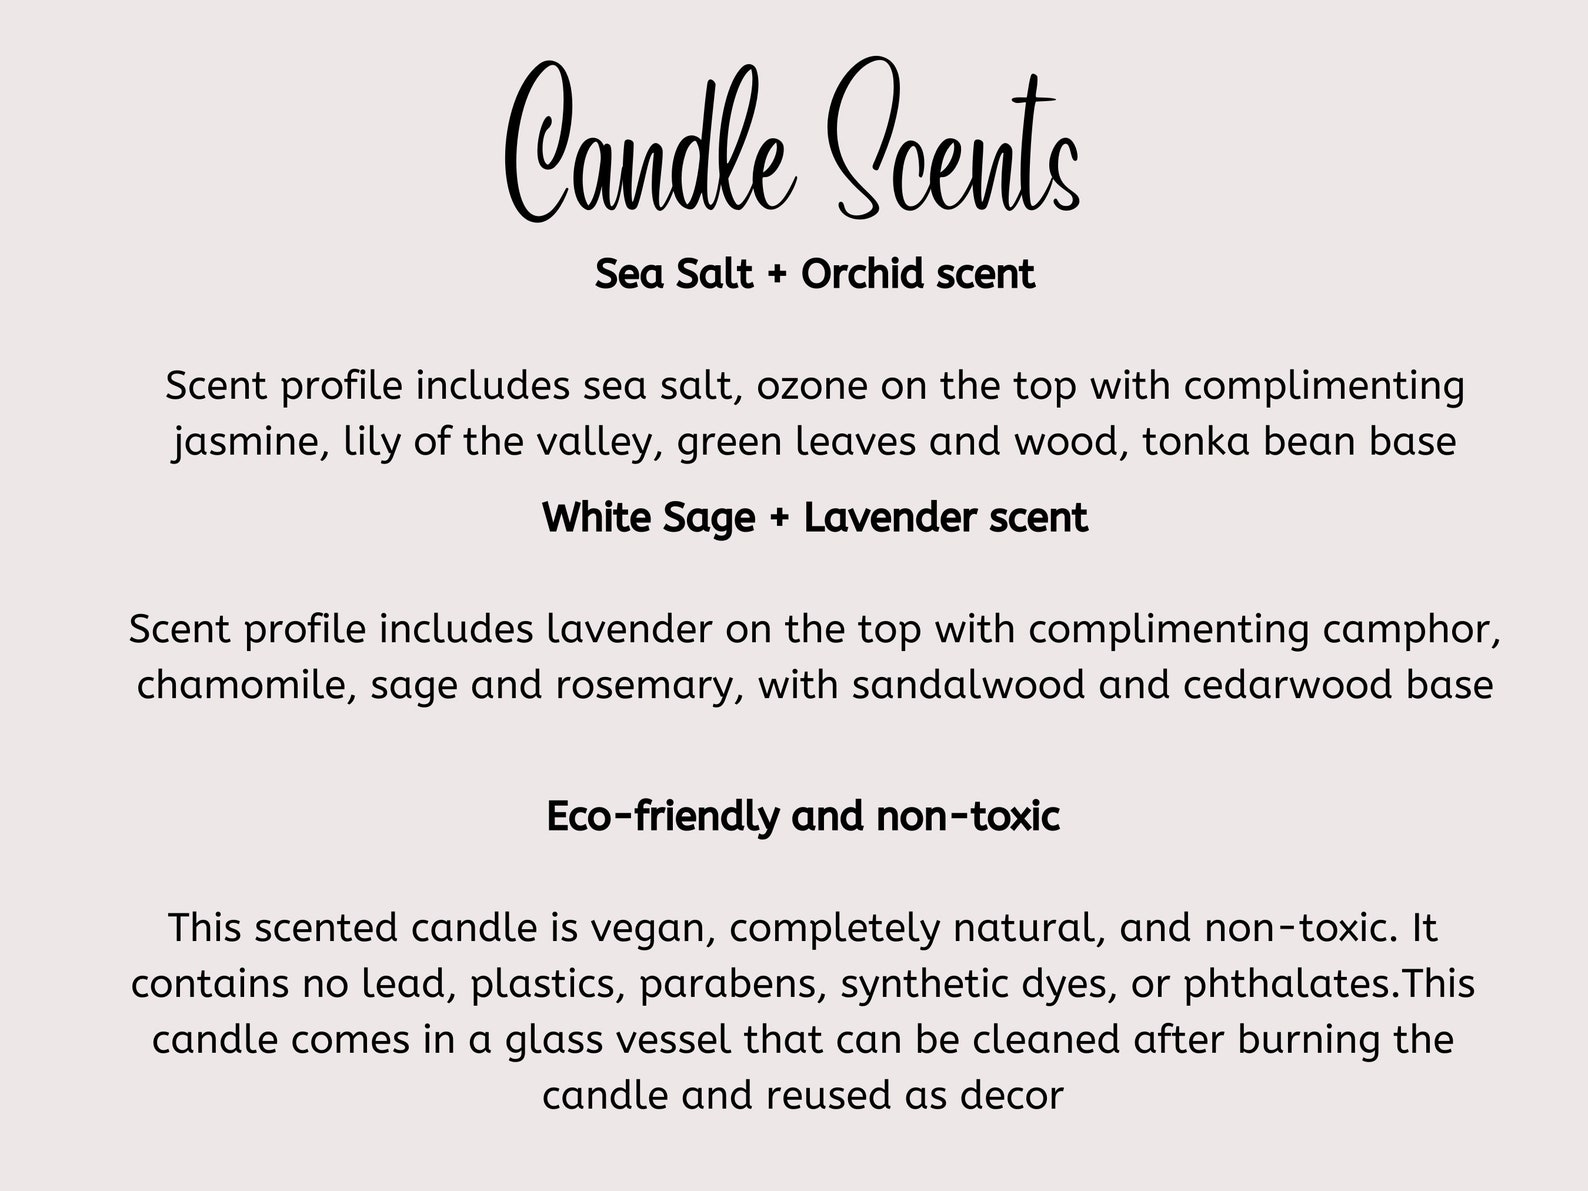 Candle Scents
Sea Salt + Orchid scent
Scent profile includes sea salt, ozone on the top with complimenting
jasmine, lily of the valley, green leaves and wood, tonka bean base
White Sage + Lavender scent
Scent profile includes lavender on the top with complimenting camphor,
chamomile, sage and rosemary, with sandalwood and cedarwood base
Eco-friendly and non-toxic
This scented candle is vegan, completely natural, and non-toxic. It
contains no lead, plastics, parabens, synthetic dyes, or phthalates.This
candle comes in a glass vessel that can be cleaned after burning the
candle and reused as decor